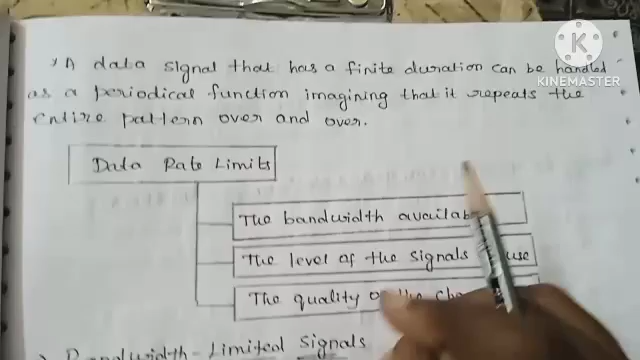 * A data signal that has a finite duration can be handled
as a periodical function imagining that it repeats the
entire pattern over and over.
Data Rate Limits
The bandwidth
The level of the signals use
The quality the
Bandwidth-Limited Signals
KINEMASTER